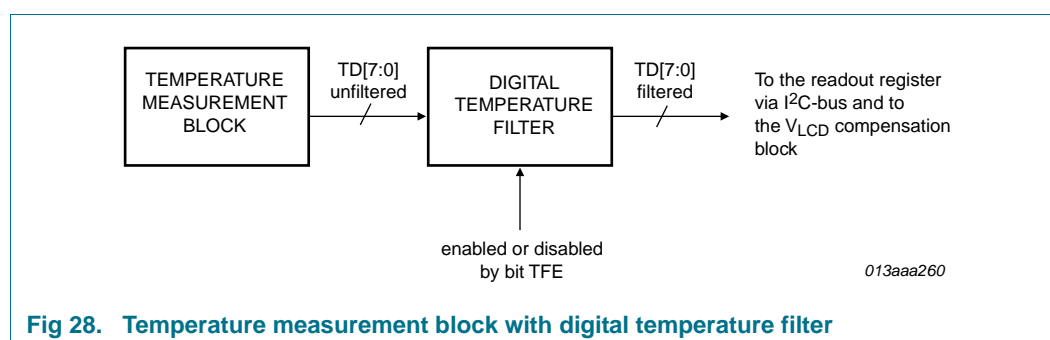 TEMPERATURE
MEASUREMENT
BLOCK
TD[7:0]
unfiltered
DIGITAL
TEMPERATURE
FILTER
TD[7:0]
filtered
To the readout register
via I2C-bus and to
the VLCD compensation
block
enabled or disabled
by bit TFE
013aaa260
Fig 28. Temperature measurement block with digital temperature filter